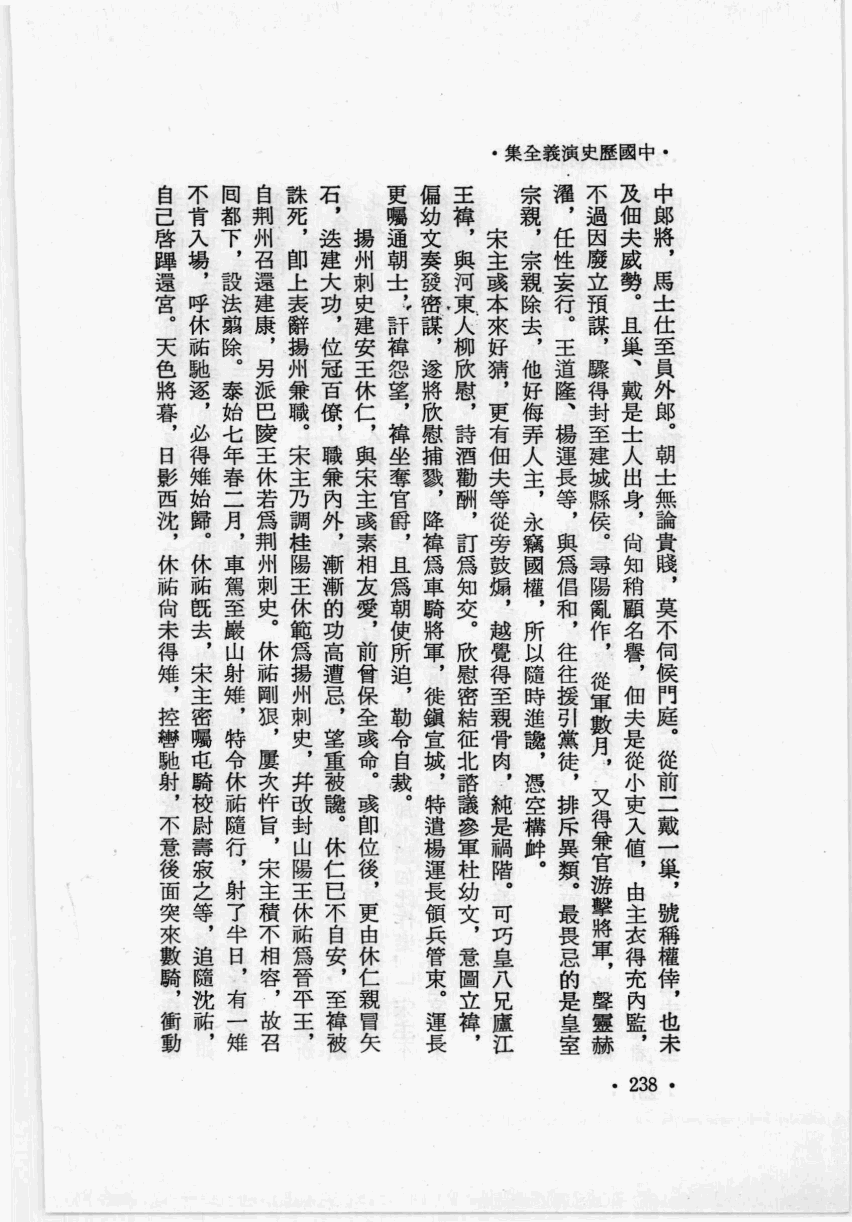 ·中國歷史演義全集·
中郎將，馬士仕至員外郎。朝士無論貴賤，莫不伺候門庭。從前二戴一巢，號稱權倖，也未
及佃夫威勢。且巢、戴是士人出身，尙知稍顧名譽，佃夫是從小吏入値，由主衣得充內監，
不過因廢立預謀，驟得封至建城縣侯。尋陽亂作，從軍數月，又得兼官游擊將軍，聲靈赫
濯，任性妄行。王道隆、楊運長等，與爲倡和，往往援引黨徒，排斥異類。最畏忌的是皇室
宗親，宗親除去，他好侮弄人主，永竊國權，所以隨時進讒，憑空構衅。
宋主彧本來好猜，更有佃夫等從旁鼓煽，越覺得至親骨肉，純是禍階。可巧皇八兄廬江
王褘，與河東人柳欣慰，詩酒勸酬，訂爲知交。欣慰密結征北諮議參軍杜幼文，意圖立褘，
偏幼文奏發密謀，遂將欣慰捕戮，降褘爲車騎將軍，徙鎭宣城，特遣楊運長領兵管束。運長
更囑通朝士，訐褘怨望，褘坐奪官爵，且爲朝使所迫，勒令自裁。
揚州刺史建安王休仁，與宋主彧素相友愛，前曾保全彧命。彧卽位後，更由休仁親冒矢
石，迭建大功，位冠百僚，職兼內外，漸漸的功高遭忌，望重被讒。休仁已不自安，至褘被
誅死，卽上表辭揚州兼職。宋主乃調桂陽王休範爲揚州刺史，幷改封山陽王休祐爲晉平王，
自荆州召還建康，另派巴陵王休若爲荆州刺史。休祐剛狠，屢次忤旨，宋主積不相容，故召
囘都下，設法翦除。泰始七年春二月，車駕至巖山射雉，特令休祐隨行，射了半日，有一雉
不肯入場，呼休祐馳逐，必得雉始歸。休祐旣去，宋主密囑屯騎校尉壽寂之等，追隨沈祐，
自己啓蹕還宮。天色將暮，日影西沈，休祐尙未得雉，控轡馳射，不意後面突來數騎，衝動
·238·